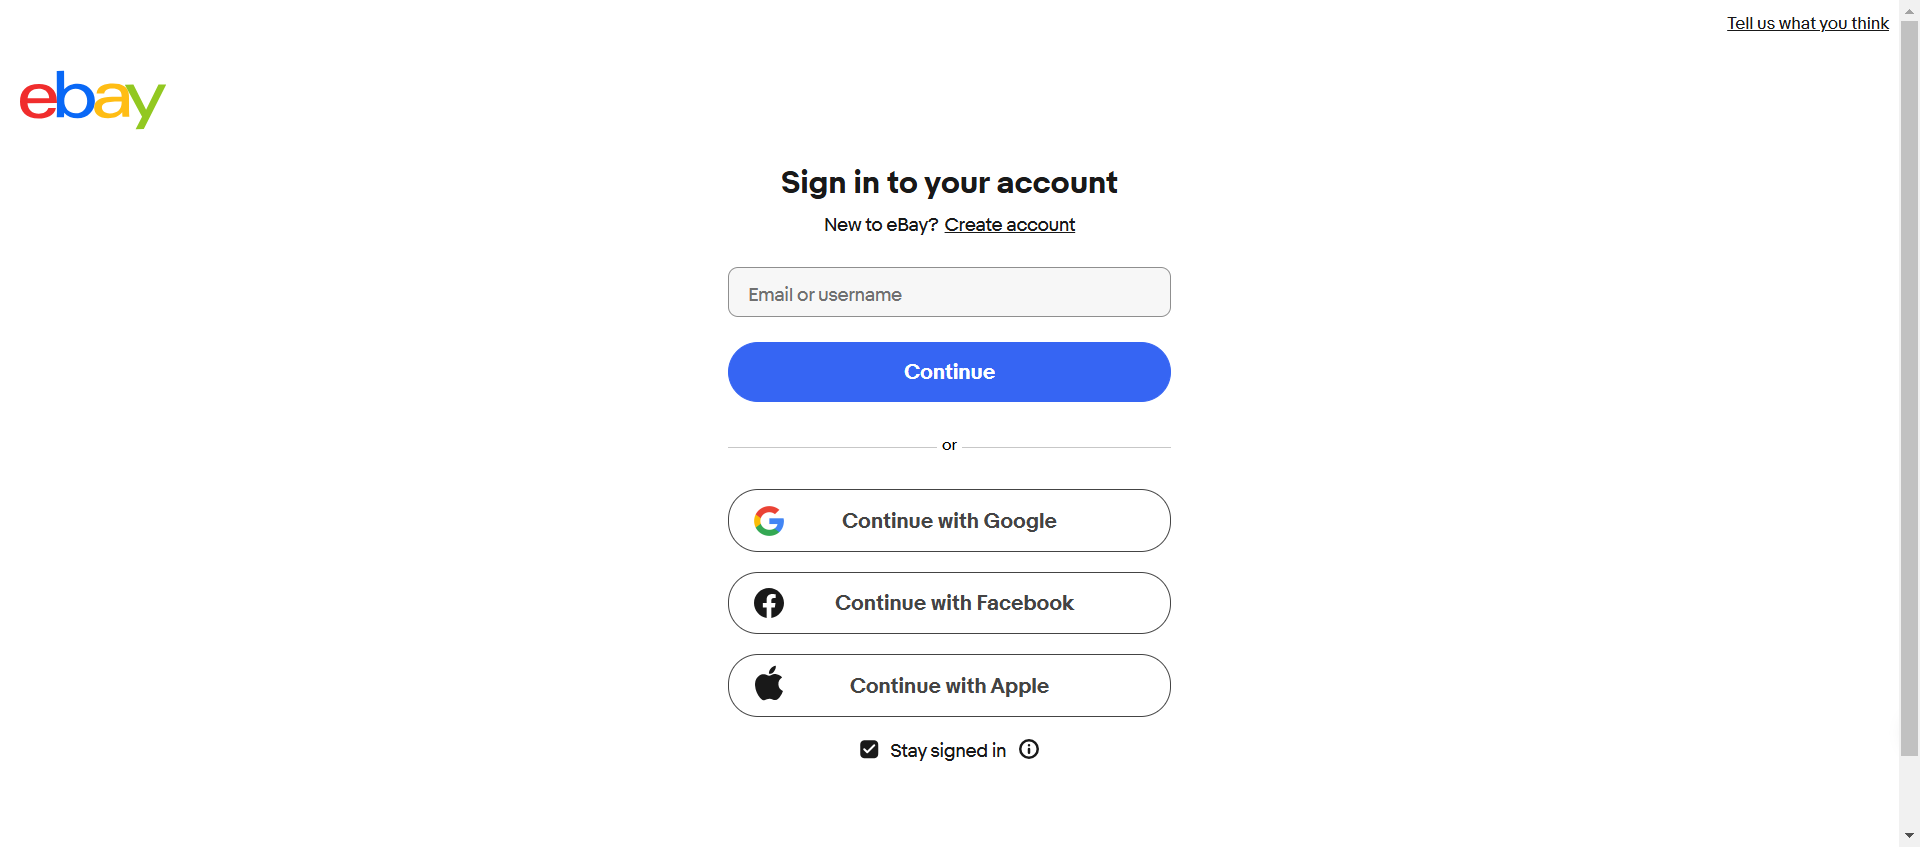 Tell us what you think
ebay
Sign in to your account
New to eBay? Create account
Email or username
Continue
or
Continue with Google
Continue with Facebook
Continue with Apple
Stay signed in